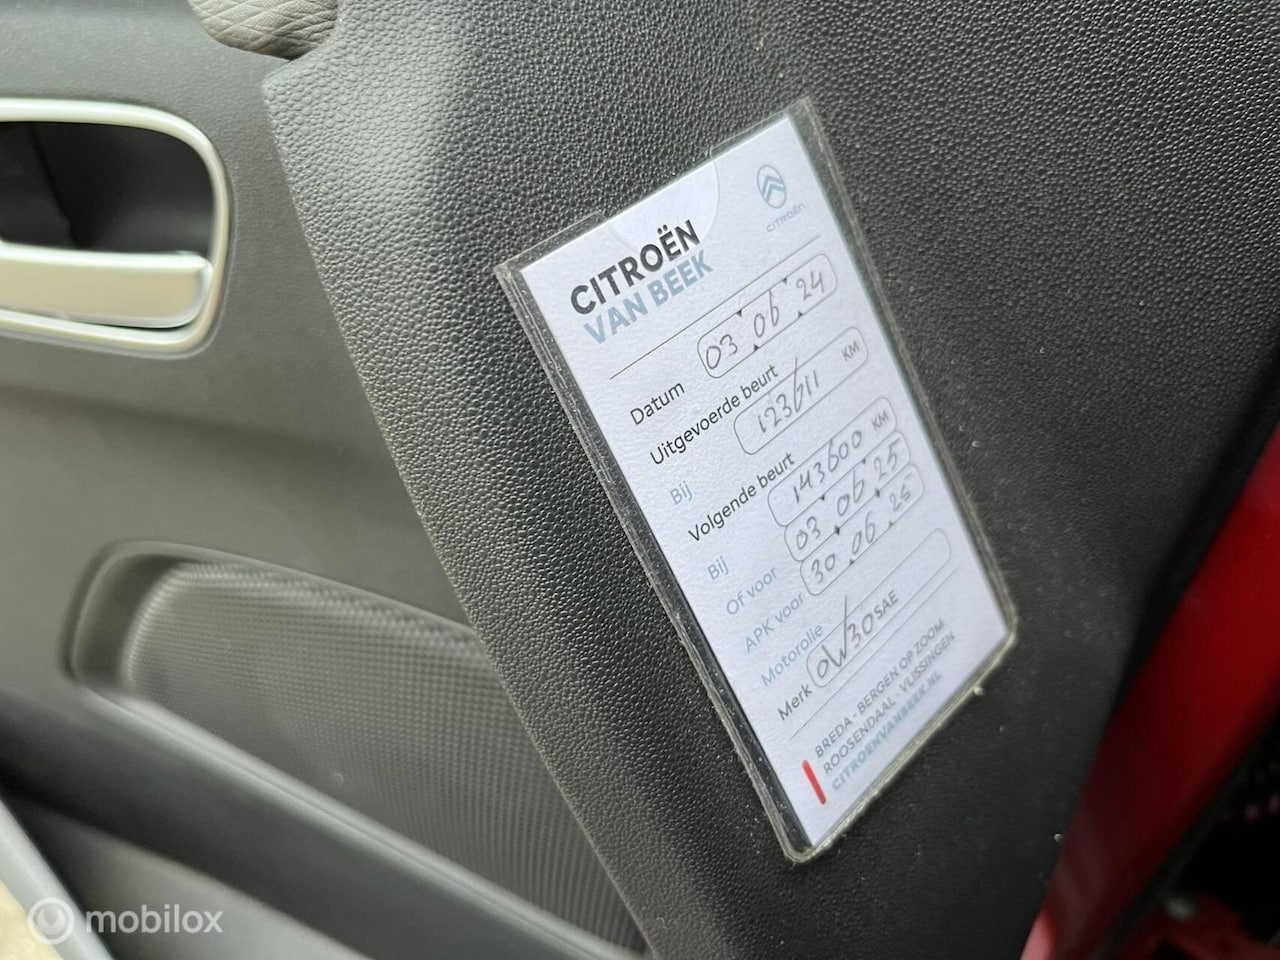 CITROËN
CITROËN
VAN BEEK
Datum 03 06 24
Uitgevoerde beurt
Bij 123611 KM
Volgende beurt
Bij 143600 KM
Of voor 03 06 25
APK voor 30 06 25
Motorolie
Merk 0W30 SAE
BREDA - BERGEN OP ZOOM
ROOSENDAAL - VLISSINGEN
CITROENVANBEEK.NL
mobilox